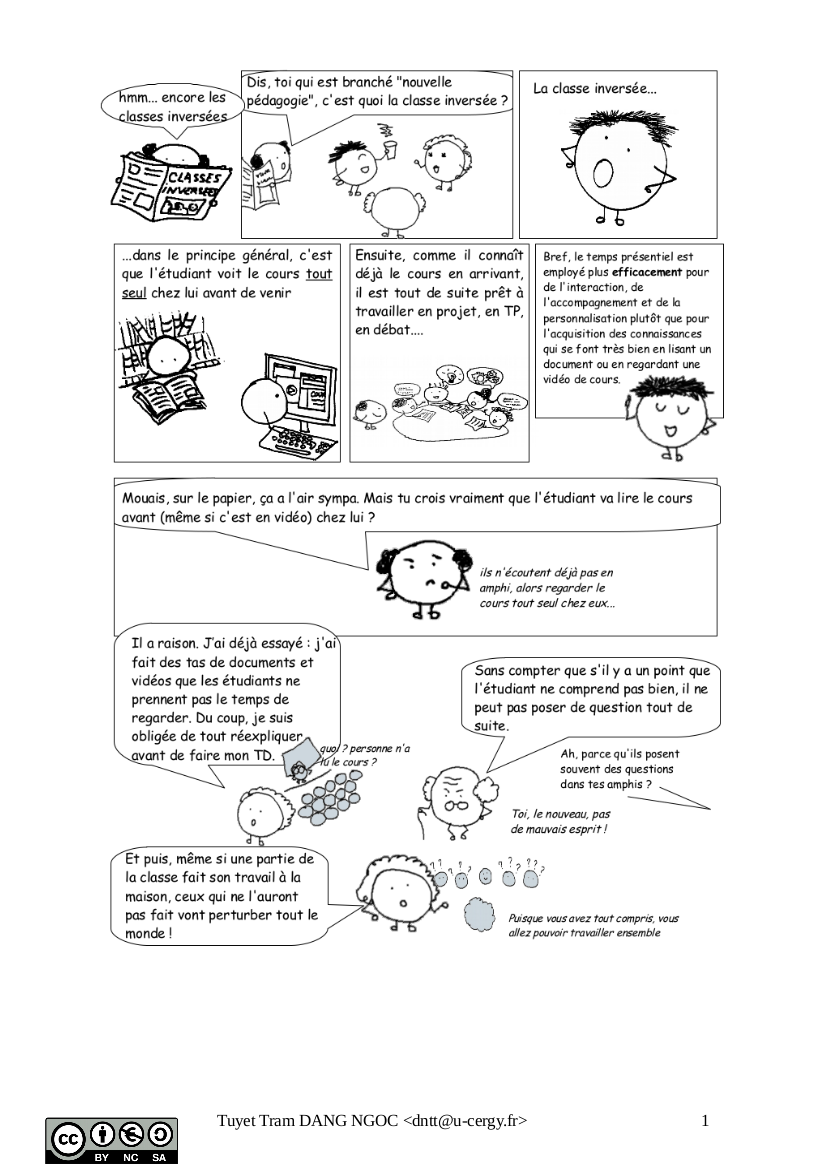 hmm... encore les
classes inversées
CLASSES
INVERSEES
Dis, toi qui est branché "nouvelle
pédagogie", c'est quoi la classe inversée ?
La classe inversée...
...dans le principe général, c'est
que l'étudiant voit le cours tout
seul chez lui avant de venir
COURS
Ensuite, comme il connaît
déjà le cours en arrivant,
il est tout de suite prêt à
travailler en projet, en TP,
en débat....
Bref, le temps présentiel est
employé plus efficacement pour
de l'interaction, de
l'accompagnement et de la
personnalisation plutôt que pour
l'acquisition des connaissances
qui se font très bien en lisant un
document ou en regardant une
vidéo de cours.
Mouais, sur le papier, ça a l'air sympa. Mais tu crois vraiment que l'étudiant va lire le cours
avant (même si c'est en vidéo) chez lui ?
ils n'écoutent déjà pas en
amphi, alors regarder le
cours tout seul chez eux...
Il a raison. J'ai déjà essayé : j'ai
fait des tas de documents et
vidéos que les étudiants ne
prennent pas le temps de
regarder. Du coup, je suis
obligée de tout réexpliquer
avant de faire mon TD.
quoi ? personne n'a
lu le cours ?
Sans compter que s'il y a un point que
l'étudiant ne comprend pas bien, il ne
peut pas poser de question tout de
suite.
Ah, parce qu'ils posent
souvent des questions
dans tes amphis ?
Toi, le nouveau, pas
de mauvais esprit !
Et puis, même si une partie de
la classe fait son travail à la
maison, ceux qui ne l'auront
pas fait vont perturber tout le
monde !
? ? ? ? ? ? ? ? ? ?
Puisque vous avez tout compris, vous
allez pouvoir travailler ensemble
cc BY NC SA
Tuyet Tram DANG NGOC <dntt@u-cergy.fr>
1